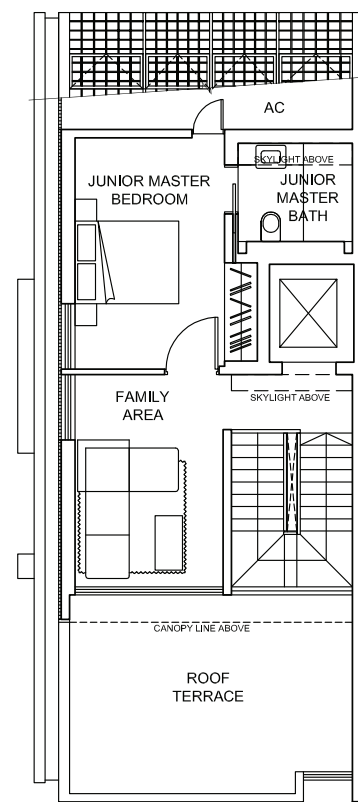 AC
SKYLIGHT ABOVE
JUNIOR MASTER
BEDROOM
JUNIOR
MASTER
BATH
FAMILY
AREA
SKYLIGHT ABOVE
CANOPY LINE ABOVE
ROOF
TERRACE